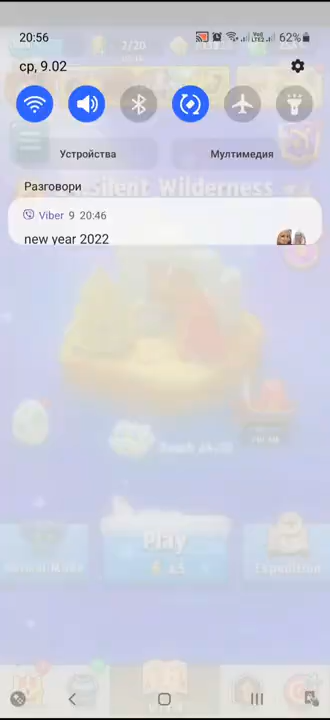 20:56
62%
ср, 9.02
Устройства
Мултимедия
Silent Wilderness
Разговори
Viber 9 20:46
new year 2022
Play
x5
Expedition